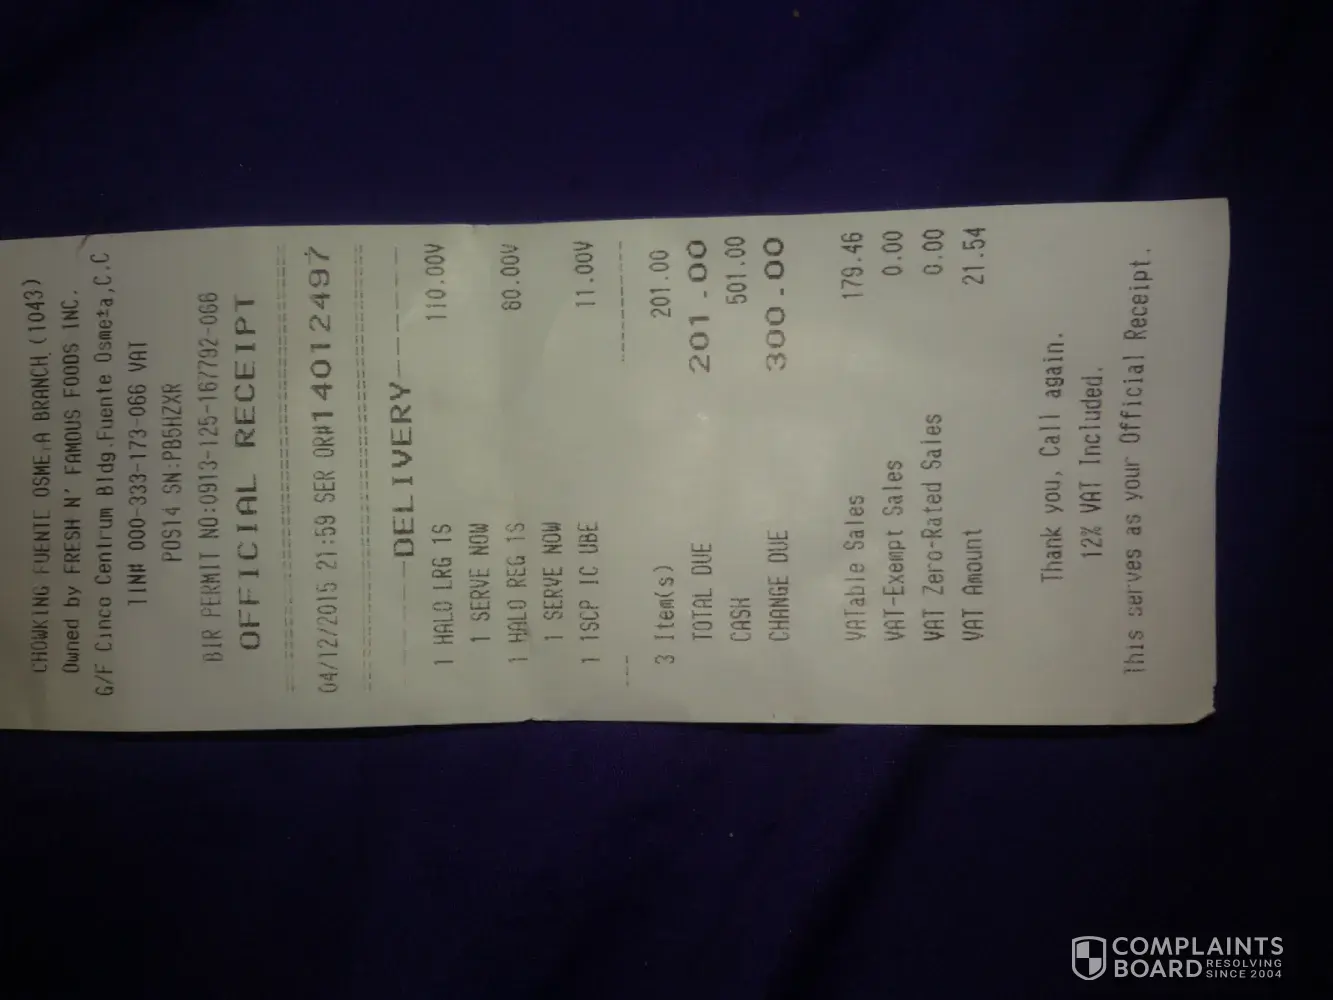 CHOWKING FUENTE OSME;A BRANCH (1043)
Owned by FRESH N' FAMOUS FOODS INC.
G/F Cinco Centrum Bldg.Fuente Osme±a,C.C
TIN# 000-333-173-066 VAT
POS14 SN:PB5HZXR
BIR PERMIT NO:0913-125-167792-066
OFFICIAL RECEIPT
04/12/2015 21:59 SER OR#14012497
----DELIVERY----
1 HALO LRG 1S 110.00V
1 SERVE NOW
1 HALO REG 1S 80.00V
1 SERVE NOW
1 1SCP IC UBE 11.00V
3 Item(s) 201.00
TOTAL DUE 201.00
CASH 501.00
CHANGE DUE 300.00
VATable Sales 179.46
VAT-Exempt Sales 0.00
VAT Zero-Rated Sales 0.00
VAT Amount 21.54
Thank you, Call again.
12% VAT Included.
This serves as your Official Receipt.
COMPLAINTS
BOARD RESOLVING
SINCE 2004